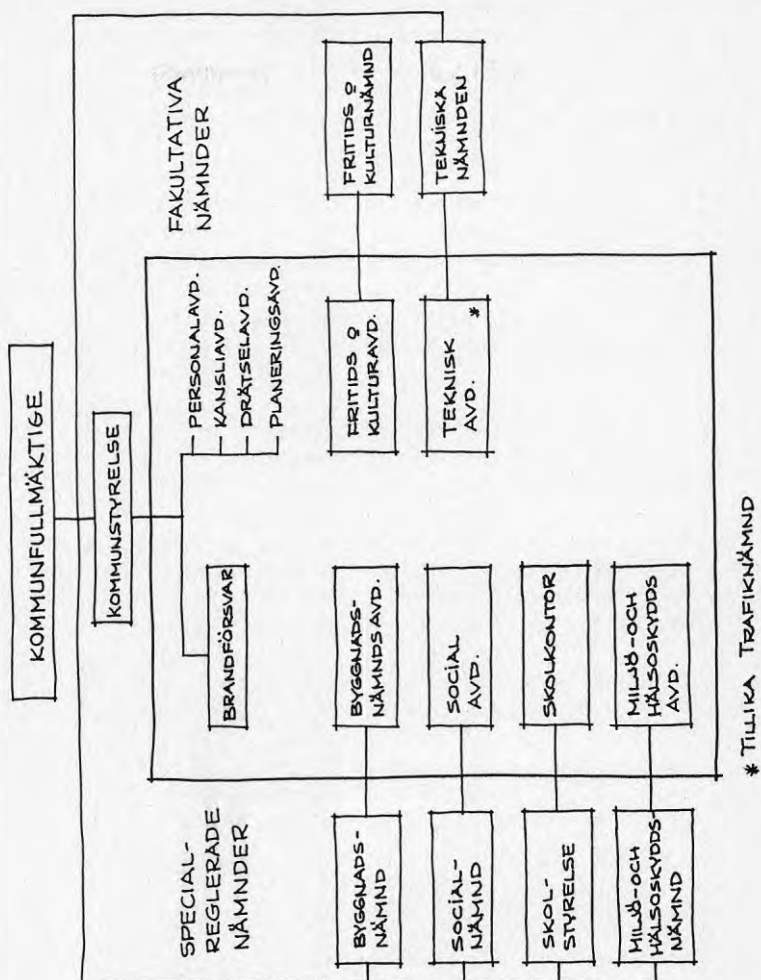 KOMMUNFULLMÄKTIGE
KOMMUNSTYRELSE
SPECIAL-
REGLERADE
NÄMNDER
FAKULTATIVA
NÄMNDER
BRANDFÖRSVAR
PERSONALAVD.
KANSLIAVD.
DRÄTSELAVD.
PLANERINGSAVD.
BYGGNADS-
NÄMND
BYGGNADS-
NÄMNDSAVD.
FRITIDS O
KULTURAVD.
FRITIDS O
KULTURNÄMND
SOCIAL-
NÄMND
SOCIAL
AVD.
TEKNISK
AVD. *
TEKNISKA
NÄMNDEN
SKOL-
STYRELSE
SKOLKONTOR
MILJÖ-OCH
HÄLSOSKYDDS-
NÄMND
MILJÖ-OCH
HÄLSOSKYDDS
AVD.
* TILLIKA TRAFIKNÄMND